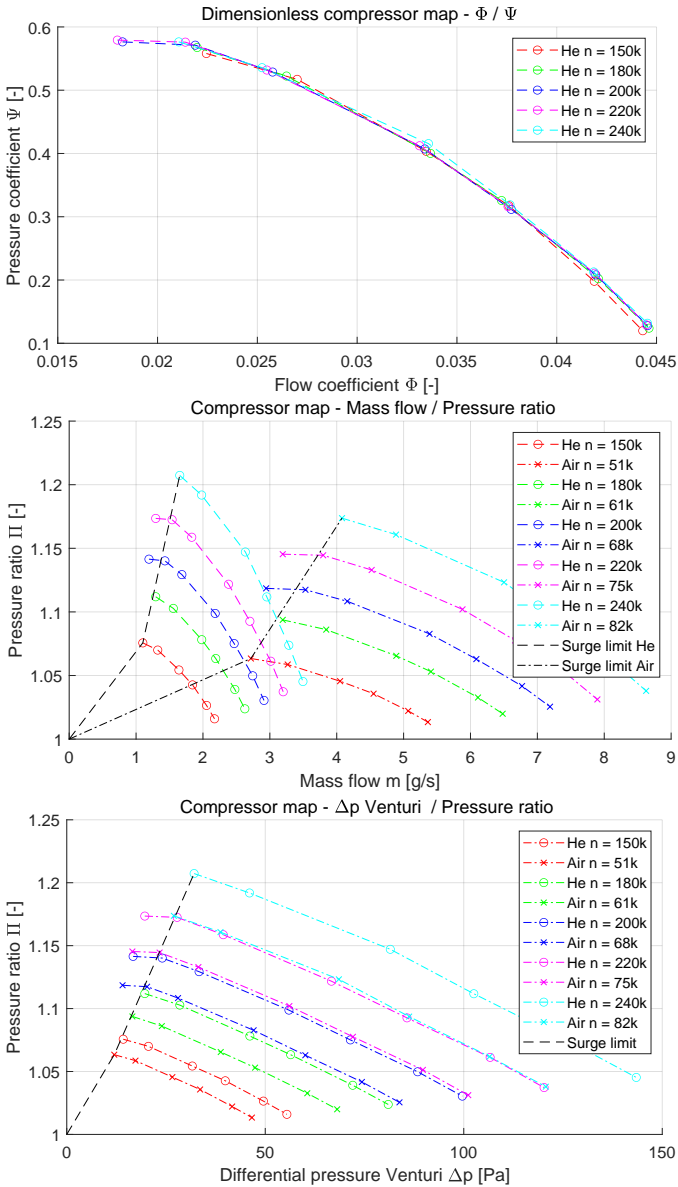 Dimensionless compressor map - Φ / Ψ
Pressure coefficient Ψ [-]
0.6
0.5
0.4
0.3
0.2
0.1
He n = 150k
He n = 180k
He n = 200k
He n = 220k
He n = 240k
0.015 0.02 0.025 0.03 0.035 0.04 0.045
Flow coefficient Φ [-]
Compressor map - Mass flow / Pressure ratio
Pressure ratio Π [-]
1.25
1.2
1.15
1.1
1.05
1
He n = 150k
Air n = 51k
He n = 180k
Air n = 61k
He n = 200k
Air n = 68k
He n = 220k
Air n = 75k
He n = 240k
Air n = 82k
Surge limit He
Surge limit Air
0 1 2 3 4 5 6 7 8 9
Mass flow m [g/s]
Compressor map - Δp Venturi / Pressure ratio
Pressure ratio Π [-]
1.25
1.2
1.15
1.1
1.05
1
He n = 150k
Air n = 51k
He n = 180k
Air n = 61k
He n = 200k
Air n = 68k
He n = 220k
Air n = 75k
He n = 240k
Air n = 82k
Surge limit
0 50 100 150
Differential pressure Venturi Δp [Pa]